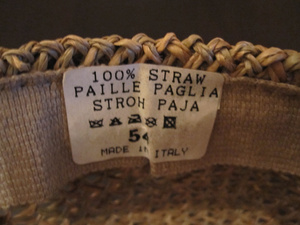 100% STRAW
PAILLE PAGLIA
STROH PAJA
54
MADE IN ITALY